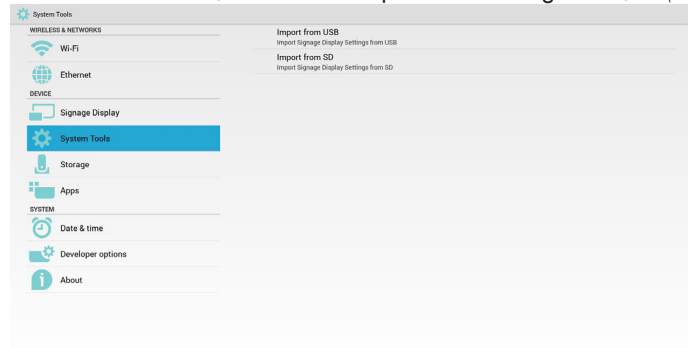 System Tools
WIRELESS & NETWORKS
Wi-Fi
Ethernet
DEVICE
Signage Display
System Tools
Storage
Apps
SYSTEM
Date & time
Developer options
About
Import from USB
Import Signage Display Settings from USB
Import from SD
Import Signage Display Settings from SD